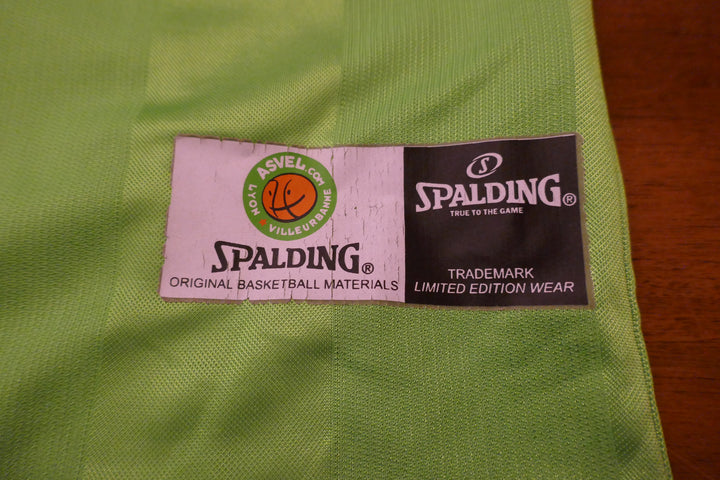 ASVEL.com
LYON VILLEURBANNE
SPALDING®
ORIGINAL BASKETBALL MATERIALS
S
SPALDING®
TRUE TO THE GAME
TRADEMARK
LIMITED EDITION WEAR